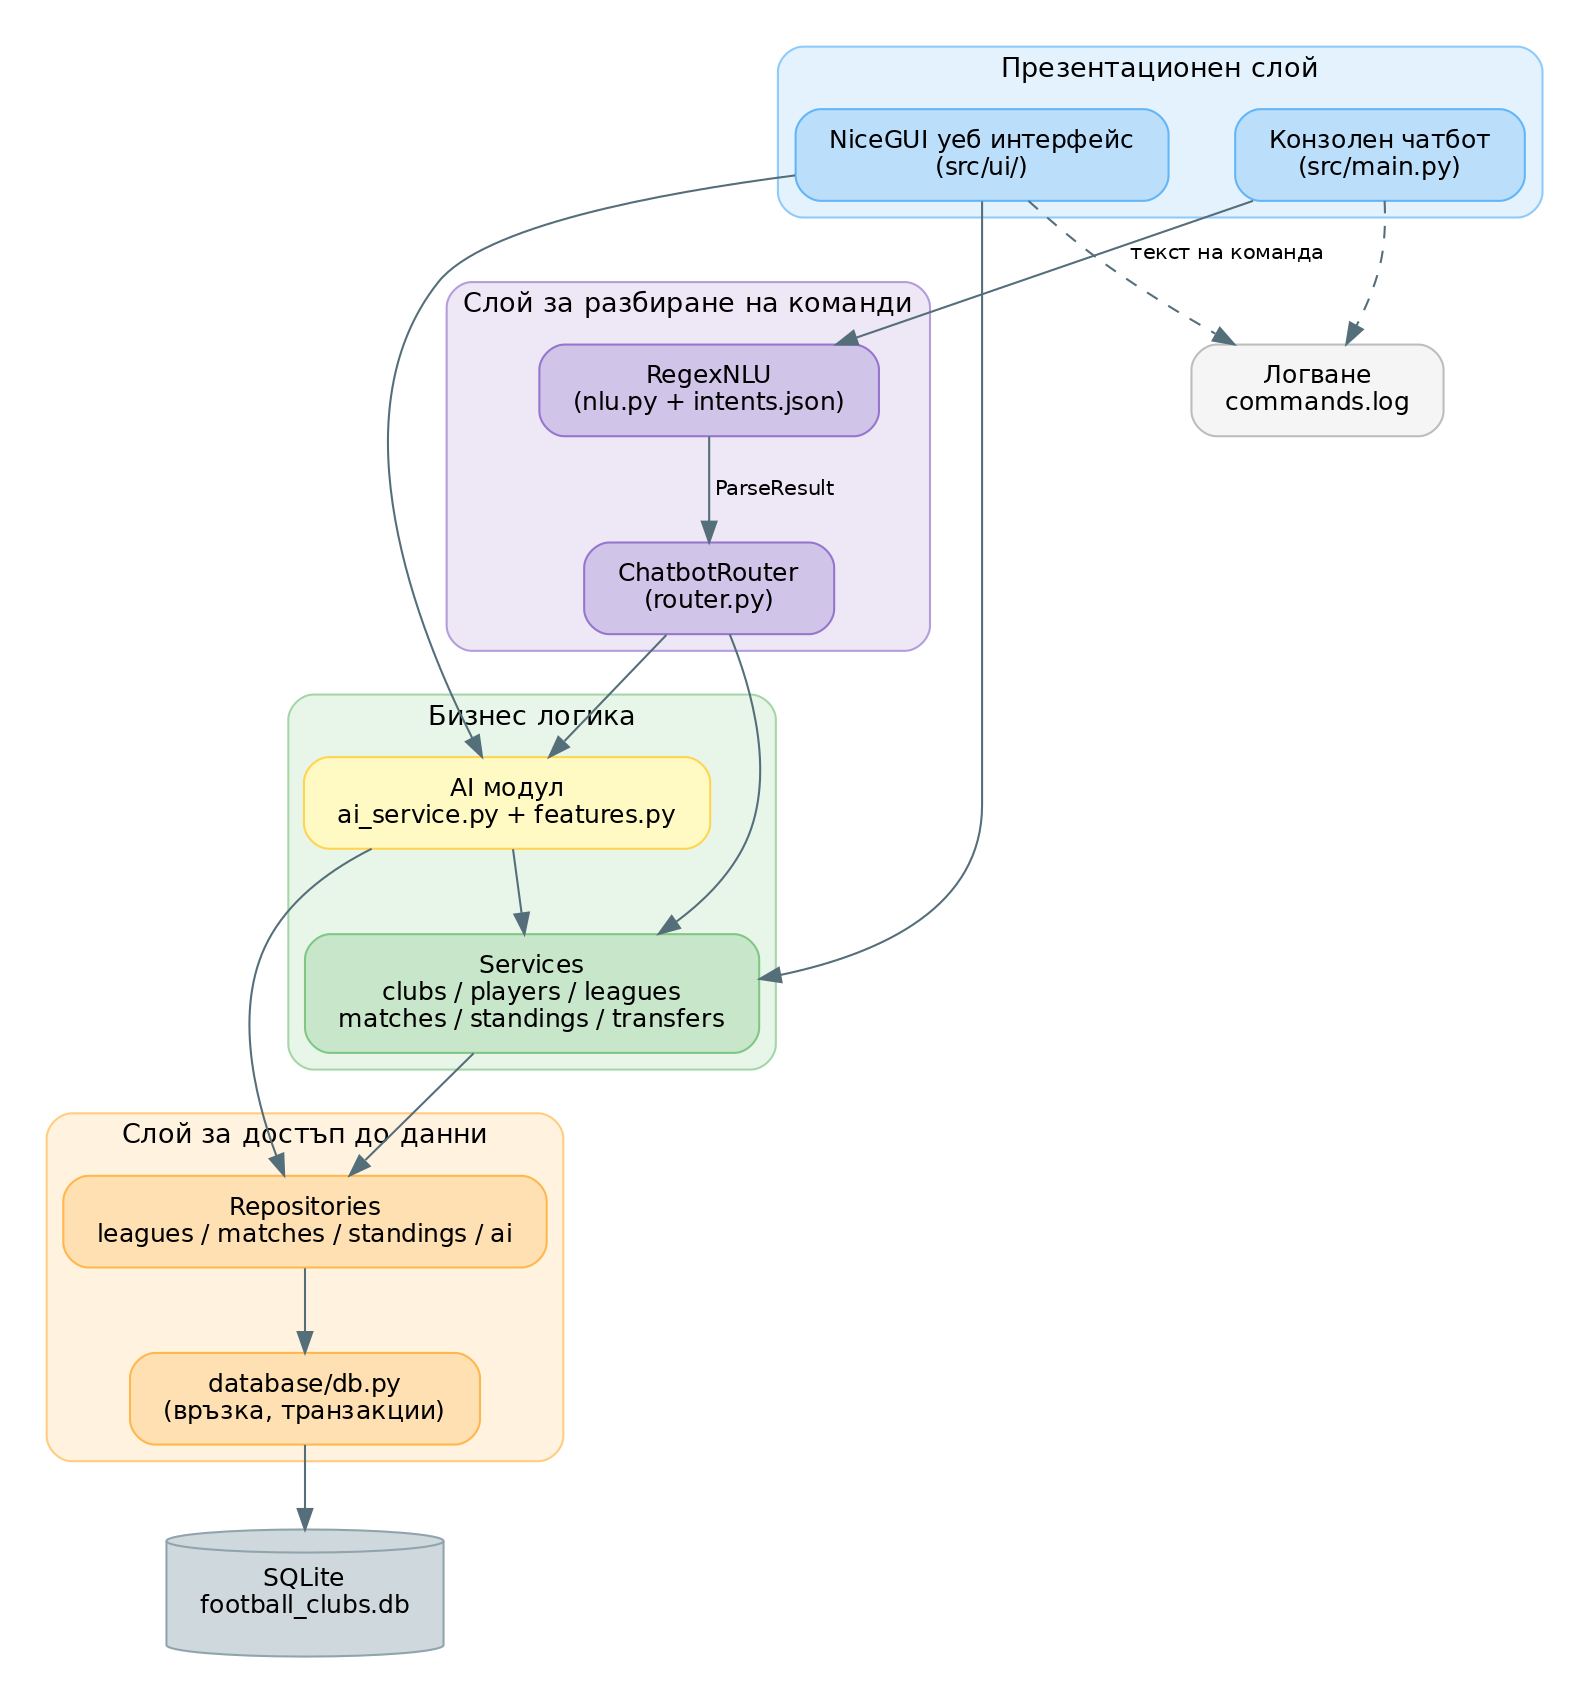 Презентационен слой
NiceGUI уеб интерфейс
(src/ui/)
Конзолен чатбот
(src/main.py)
текст на команда
Слой за разбиране на команди
RegexNLU
(nlu.py + intents.json)
Логване
commands.log
ParseResult
ChatbotRouter
(router.py)
Бизнес логика
AI модул
ai_service.py + features.py
Services
clubs / players / leagues
matches / standings / transfers
Слой за достъп до данни
Repositories
leagues / matches / standings / ai
database/db.py
(връзка, транзакции)
SQLite
football_clubs.db